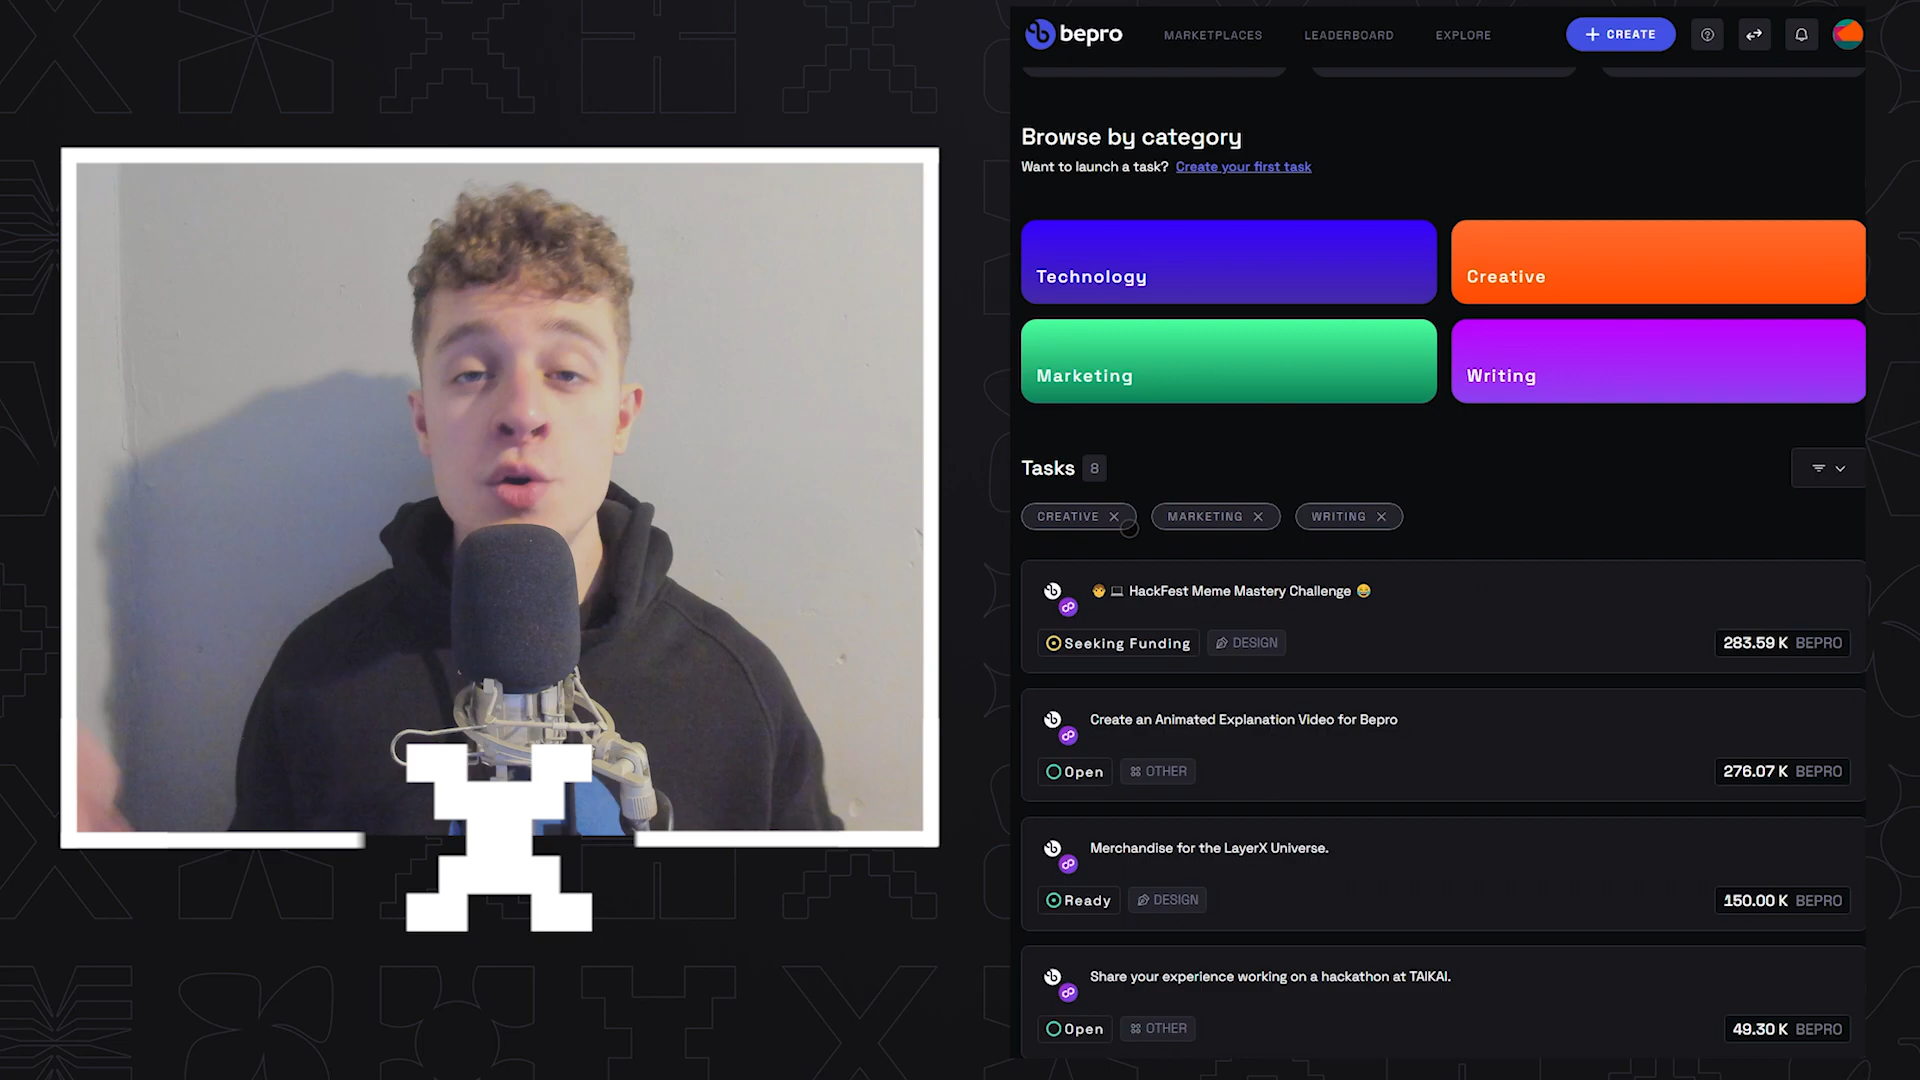 bepro
MARKETPLACES
LEADERBOARD
EXPLORE
+ CREATE
Browse by category
Want to launch a task? Create your first task
Technology
Creative
Marketing
Writing
Tasks 8
CREATIVE
MARKETING
WRITING
HackFest Meme Mastery Challenge
Seeking Funding
DESIGN
283.59 K BEPRO
Create an Animated Explanation Video for Bepro
Open
OTHER
276.07 K BEPRO
Merchandise for the LayerX Universe.
Ready
DESIGN
150.00 K BEPRO
Share your experience working on a hackathon at TAIKAI.
Open
OTHER
49.30 K BEPRO